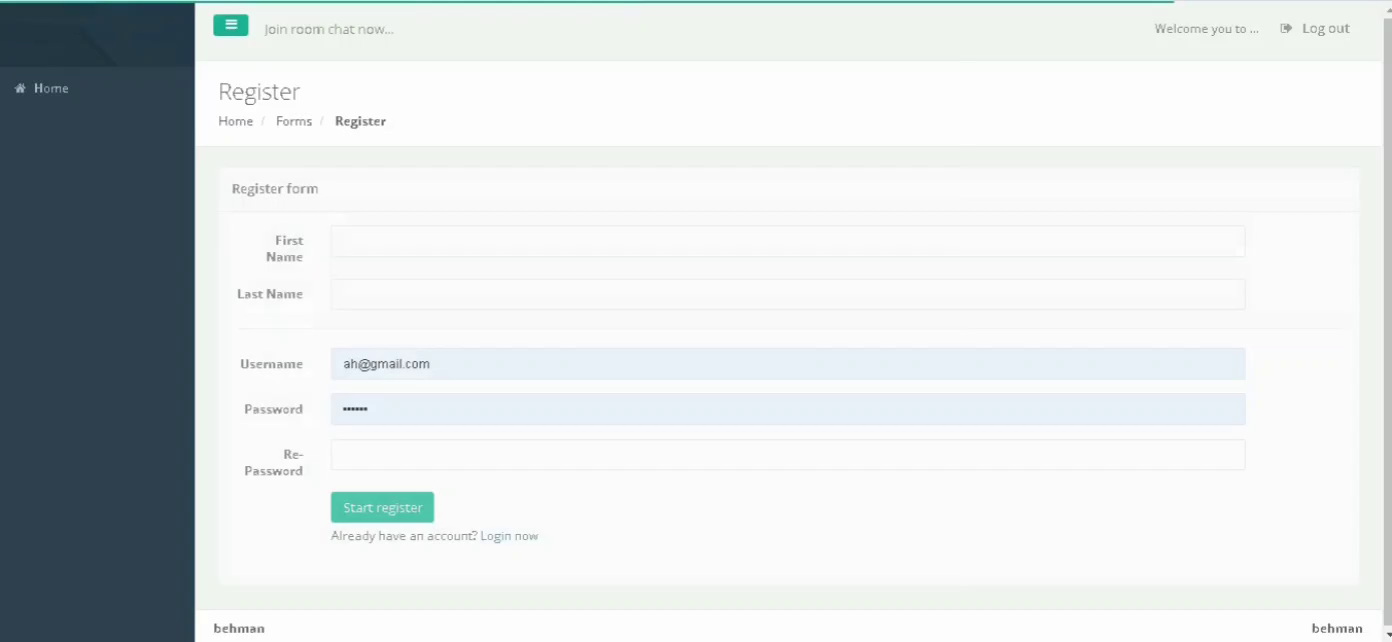 Join room chat now...
Welcome you to ...
Log out
Home
Register
Home / Forms / Register
Register form
First
Name
Last Name
Username
ah@gmail.com
Password
••••••
Re-
Password
Start register
Already have an account? Login now
behman
behman